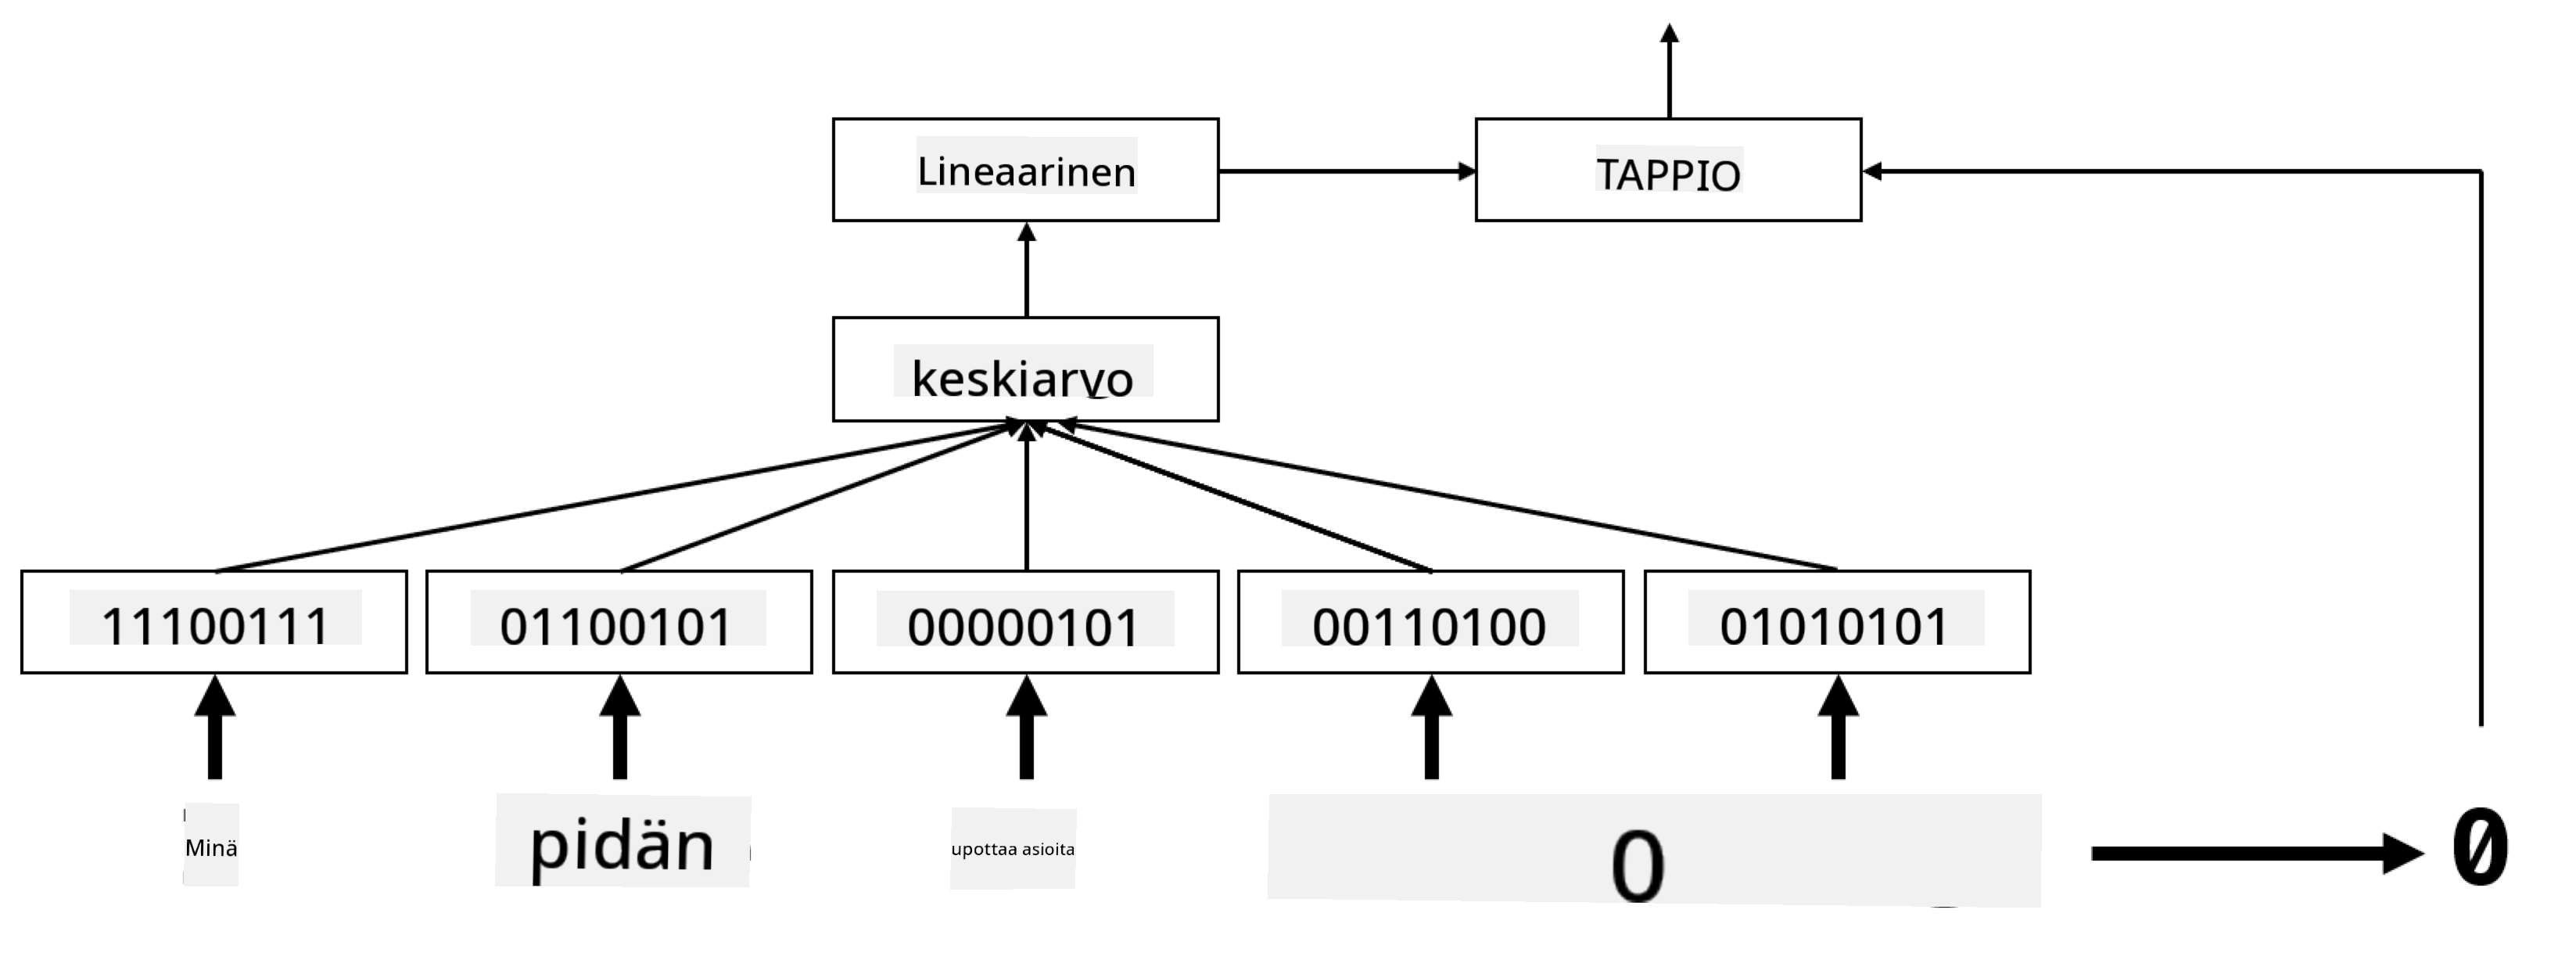 Lineaarinen TAPPIO
keskiarvo
11100111 01100101 00000101 00110100 01010101
Minä pidän upottaa asioita 0 0